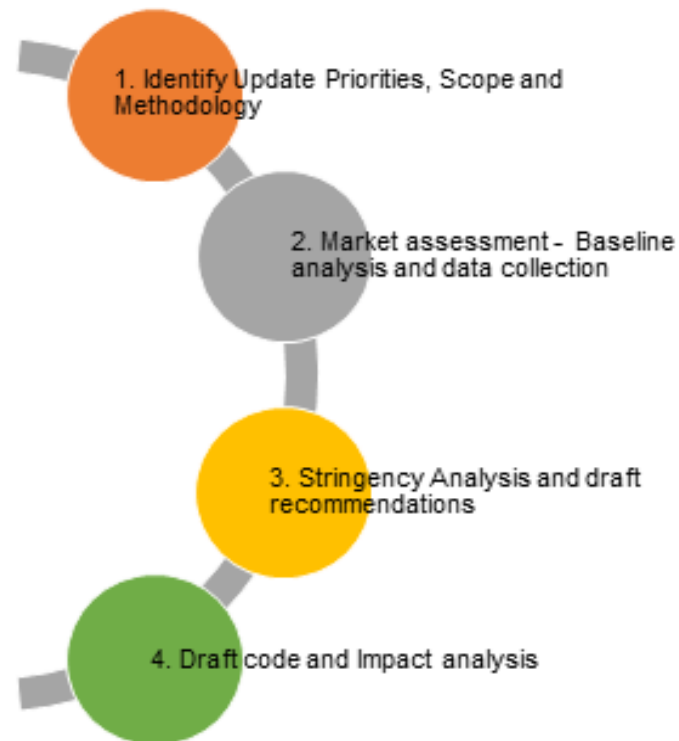 1. Identify Update Priorities, Scope and
Methodology
2. Market assessment - Baseline
analysis and data collection
3. Stringency Analysis and draft
recommendations
4. Draft code and Impact analysis